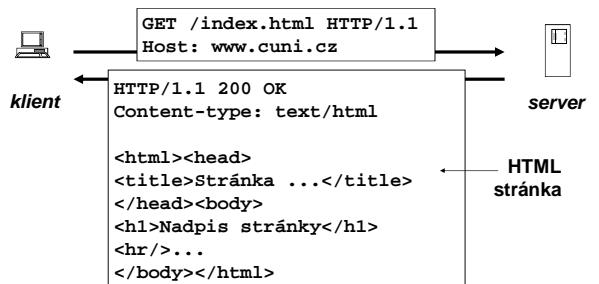 GET /index.html HTTP/1.1
Host: www.cuni.cz
klient
server
HTTP/1.1 200 OK
Content-type: text/html
<html><head>
<title>Stránka ...</title>
</head><body>
<h1>Nadpis stránky</h1>
<hr/>...
</body></html>
HTML
stránka